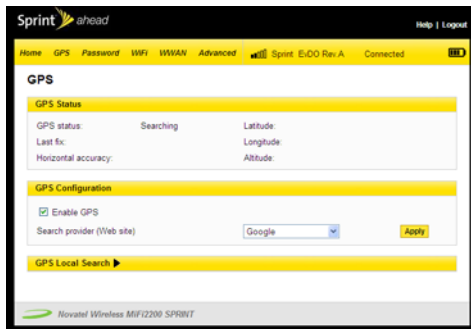 Sprint ahead
Help | Logout
Home GPS Password WiFi WWAN Advanced Sprint EvDO Rev.A Connected
GPS
GPS Status
GPS status: Searching Latitude:
Last fix: Longitude:
Horizontal accuracy: Altitude:
GPS Configuration
Enable GPS
Search provider (Web site) Google Apply
GPS Local Search
Novatel Wireless MiFi2200 SPRINT